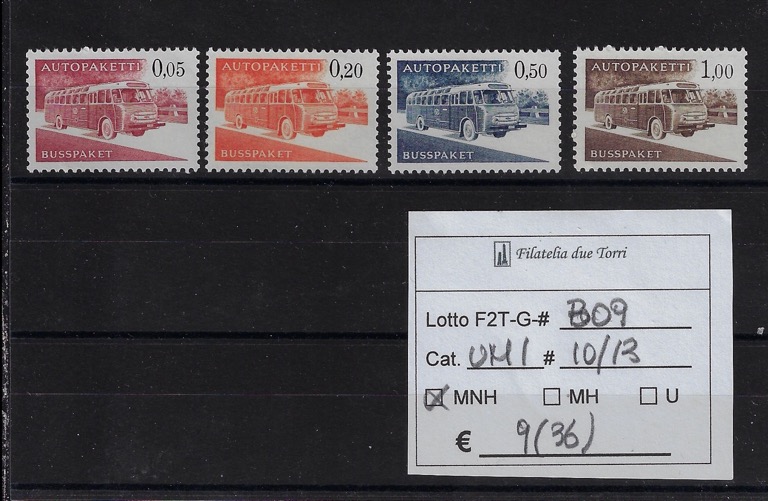 AUTOPAKETTI 0,05
BUSSPAKET
AUTOPAKETTI 0,20
BUSSPAKET
AUTOPAKETTI 0,50
BUSSPAKET
AUTOPAKETTI 1,00
BUSSPAKET
Filatelia due Torri
Lotto F2T-G-# B09
Cat. UNI # 10/13
MNH MH U
€ 9(36)